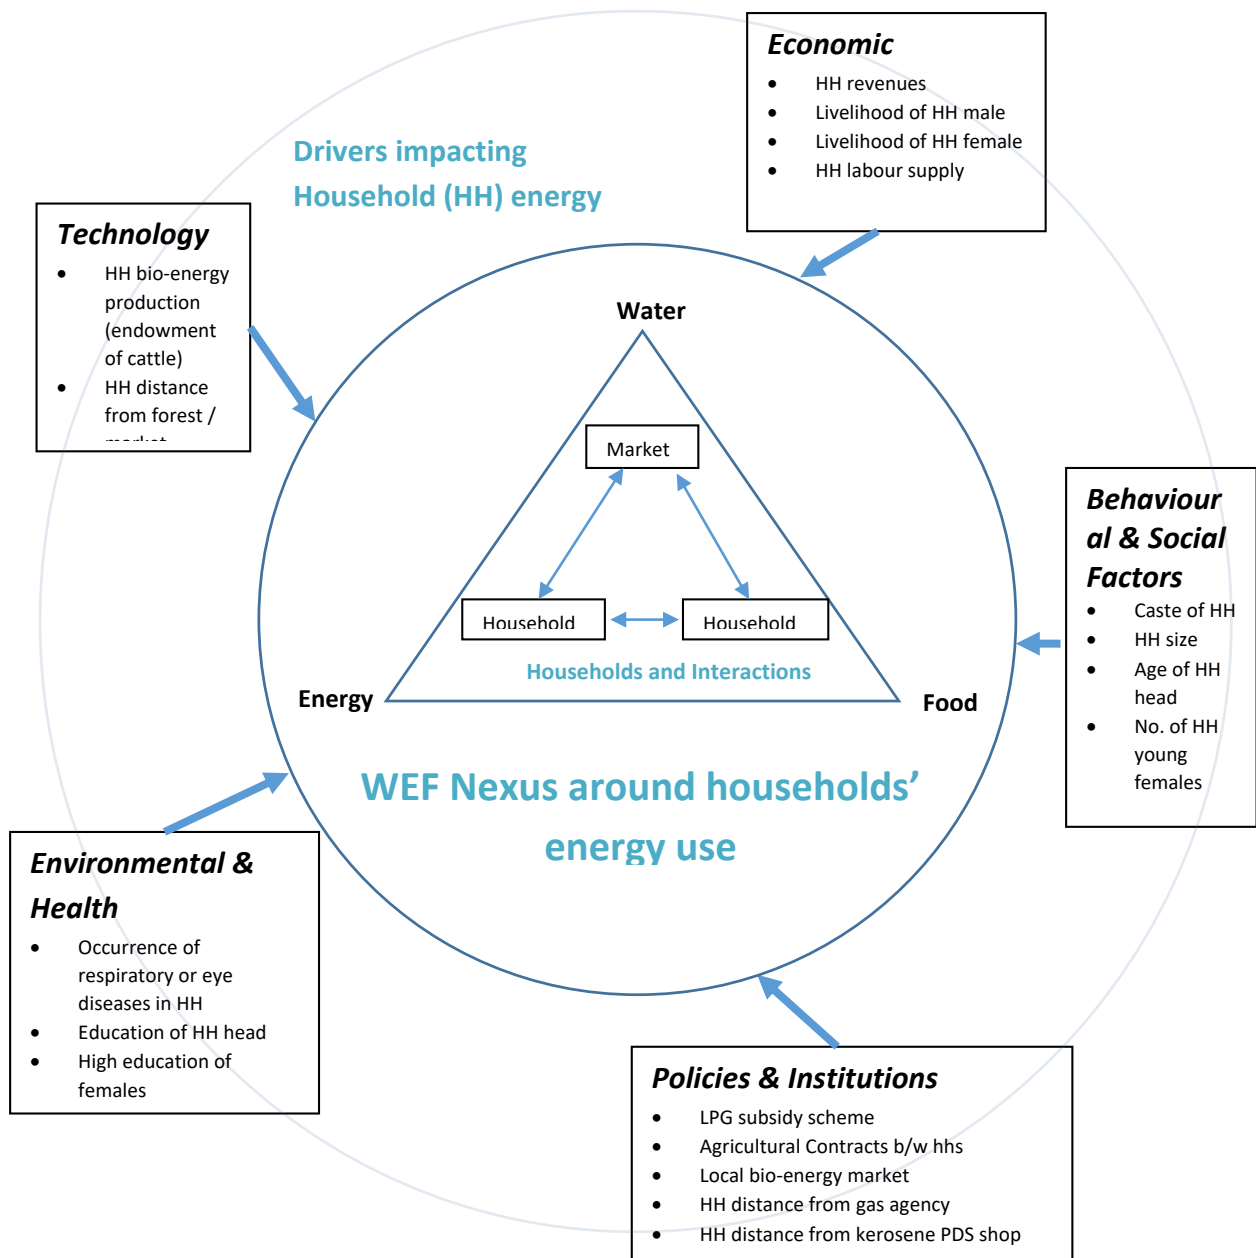 Economic
• HH revenues
• Livelihood of HH male
• Livelihood of HH female
• HH labour supply
Drivers impacting
Household (HH) energy
Technology
• HH bio-energy
production
(endowment
of cattle)
• HH distance
from forest /
market
Water
Market
Household
Household
Households and Interactions
Energy
Food
WEF Nexus around households’
energy use
Behaviour
al & Social
Factors
• Caste of HH
• HH size
• Age of HH
head
• No. of HH
young
females
Environmental &
Health
• Occurrence of
respiratory or eye
diseases in HH
• Education of HH head
• High education of
females
Policies & Institutions
• LPG subsidy scheme
• Agricultural Contracts b/w hhs
• Local bio-energy market
• HH distance from gas agency
• HH distance from kerosene PDS shop